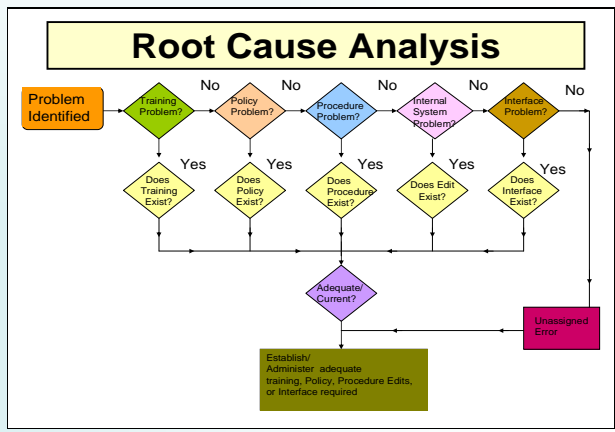 Root Cause Analysis
Problem
Identified
Training
Problem?
No
Policy
Problem?
No
Procedure
Problem?
No
Internal
System
Problem?
No
Interface
Problem?
No
Yes
Yes
Yes
Yes
Yes
Does
Training
Exist?
Does
Policy
Exist?
Does
Procedure
Exist?
Does Edit
Exist?
Does
Interface
Exist?
Adequate/
Current?
Unassigned
Error
Establish/
Administer adequate
training, Policy, Procedure Edits,
or Interface required